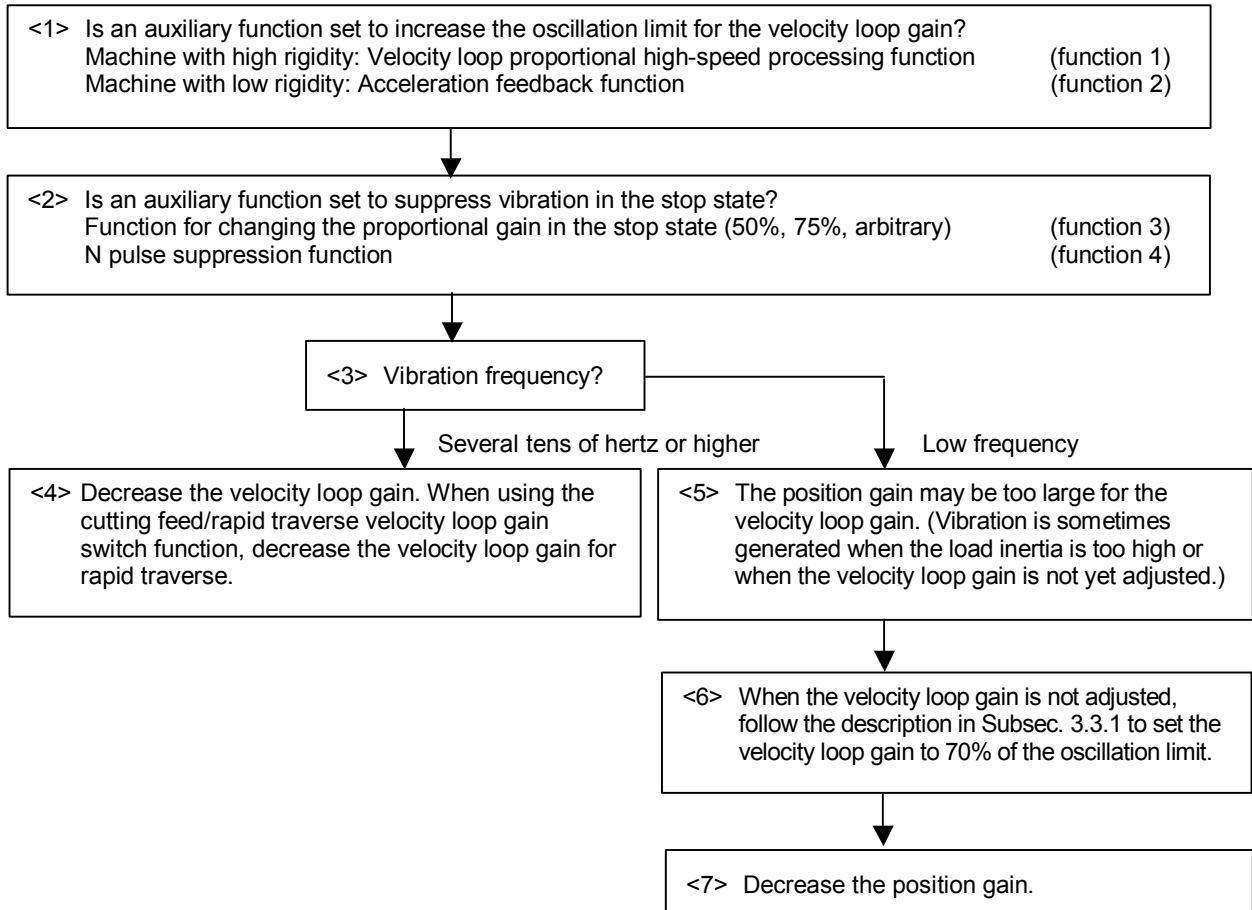 <1> Is an auxiliary function set to increase the oscillation limit for the velocity loop gain?
Machine with high rigidity: Velocity loop proportional high-speed processing function (function 1)
Machine with low rigidity: Acceleration feedback function (function 2)
<2> Is an auxiliary function set to suppress vibration in the stop state?
Function for changing the proportional gain in the stop state (50%, 75%, arbitrary) (function 3)
N pulse suppression function (function 4)
<3> Vibration frequency?
Several tens of hertz or higher
Low frequency
<4> Decrease the velocity loop gain. When using the
cutting feed/rapid traverse velocity loop gain
switch function, decrease the velocity loop gain for
rapid traverse.
<5> The position gain may be too large for the
velocity loop gain. (Vibration is sometimes
generated when the load inertia is too high or
when the velocity loop gain is not yet adjusted.)
<6> When the velocity loop gain is not adjusted,
follow the description in Subsec. 3.3.1 to set the
velocity loop gain to 70% of the oscillation limit.
<7> Decrease the position gain.